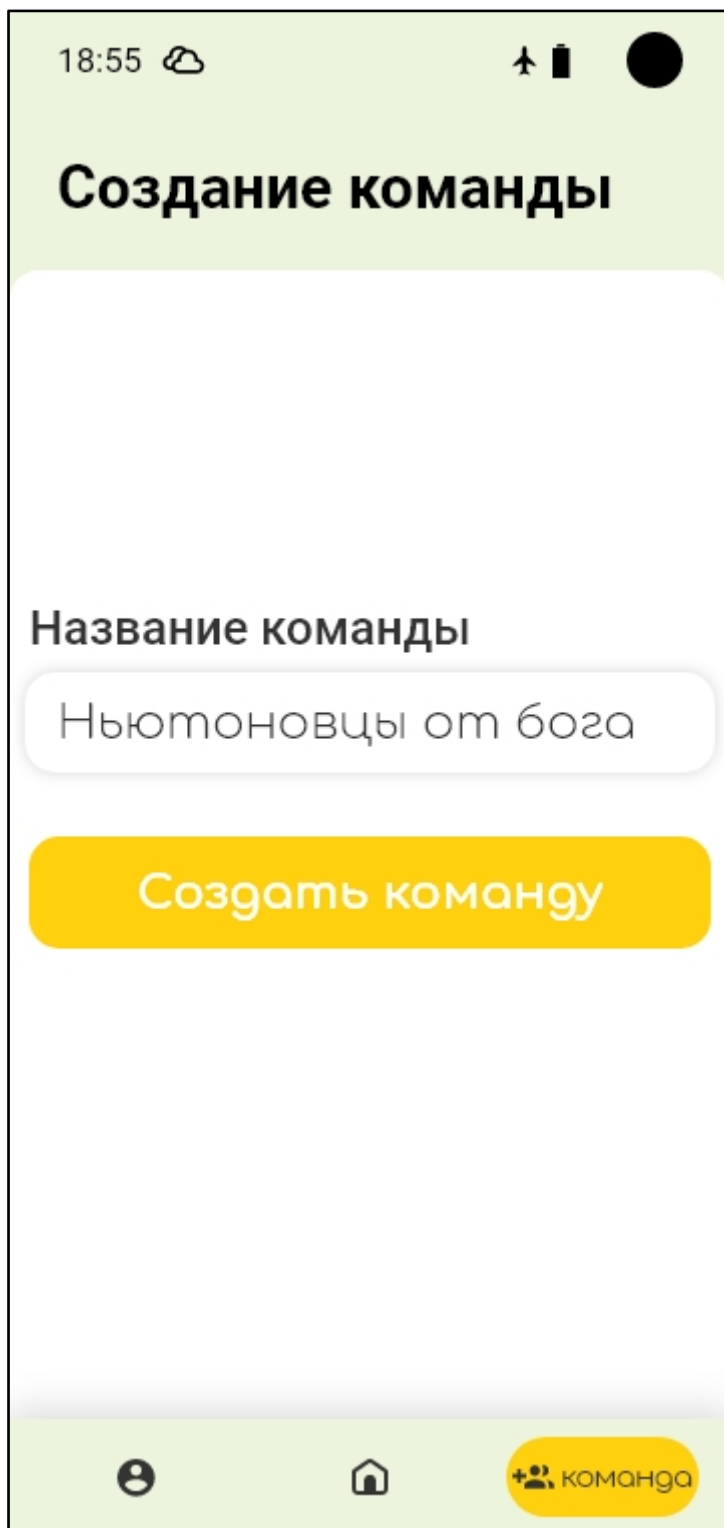 18:55
Создание команды
Название команды
Ньютоновцы от бога
Создать команду
команда